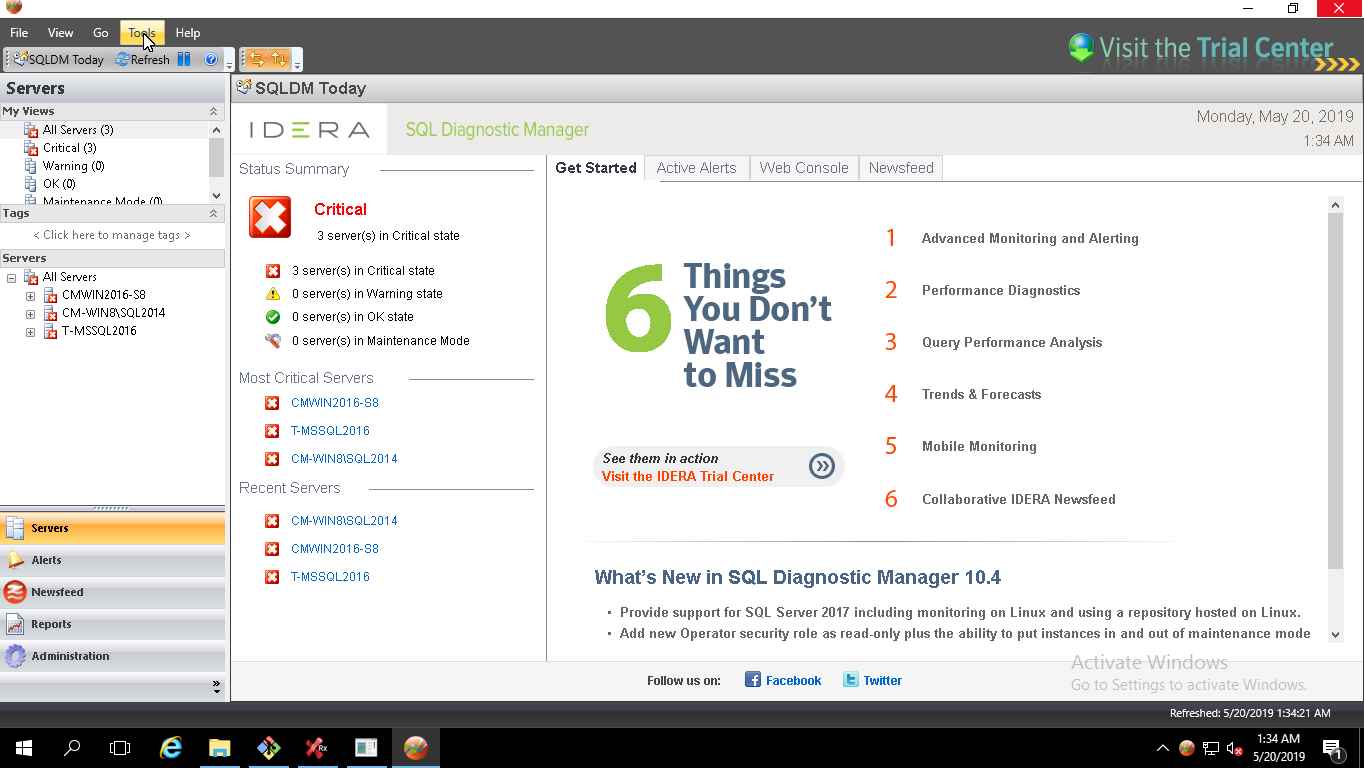 File View Go Tools Help
Visit the Trial Center
SQLDM Today Refresh
Servers
My Views
All Servers (3)
Critical (3)
Warning (0)
OK (0)
Maintenance Mode (0)
Tags
< Click here to manage tags >
Servers
All Servers
CMWIN2016-S8
CM-WIN8\SQL2014
T-MSSQL2016
Servers
Alerts
Newsfeed
Reports
Administration
SQLDM Today
IDERA SQL Diagnostic Manager
Monday, May 20, 2019
1:34 AM
Status Summary
Critical
3 server(s) in Critical state
3 server(s) in Critical state
0 server(s) in Warning state
0 server(s) in OK state
0 server(s) in Maintenance Mode
Most Critical Servers
CMWIN2016-S8
T-MSSQL2016
CM-WIN8\SQL2014
Recent Servers
CM-WIN8\SQL2014
CMWIN2016-S8
T-MSSQL2016
Get Started Active Alerts Web Console Newsfeed
6 Things
You Don't
Want
to Miss
See them in action
Visit the IDERA Trial Center
1 Advanced Monitoring and Alerting
2 Performance Diagnostics
3 Query Performance Analysis
4 Trends & Forecasts
5 Mobile Monitoring
6 Collaborative IDERA Newsfeed
What's New in SQL Diagnostic Manager 10.4
• Provide support for SQL Server 2017 including monitoring on Linux and using a repository hosted on Linux.
• Add new Operator security role as read-only plus the ability to put instances in and out of maintenance mode
Activate Windows
Go to Settings to activate Windows.
Follow us on: Facebook Twitter
Refreshed: 5/20/2019 1:34:21 AM
Rx
1:34 AM
5/20/2019
1